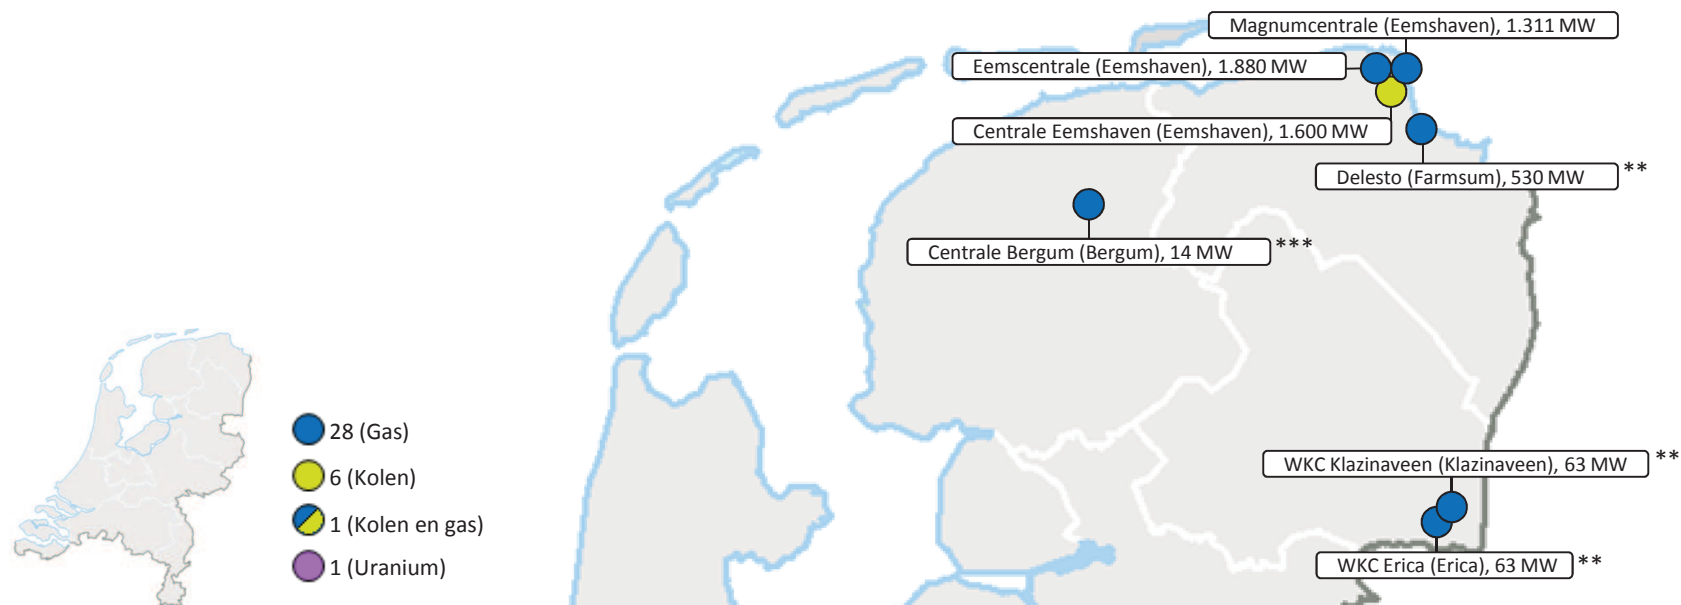 Magnumcentrale (Eemshaven), 1.311 MW
Eemscentrale (Eemshaven), 1.880 MW
Centrale Eemshaven (Eemshaven), 1.600 MW
Delesto (Farmsum), 530 MW **
Centrale Bergum (Bergum), 14 MW ***
28 (Gas)
6 (Kolen)
1 (Kolen en gas)
1 (Uranium)
WKC Klazinaveen (Klazinaveen), 63 MW **
WKC Erica (Erica), 63 MW **